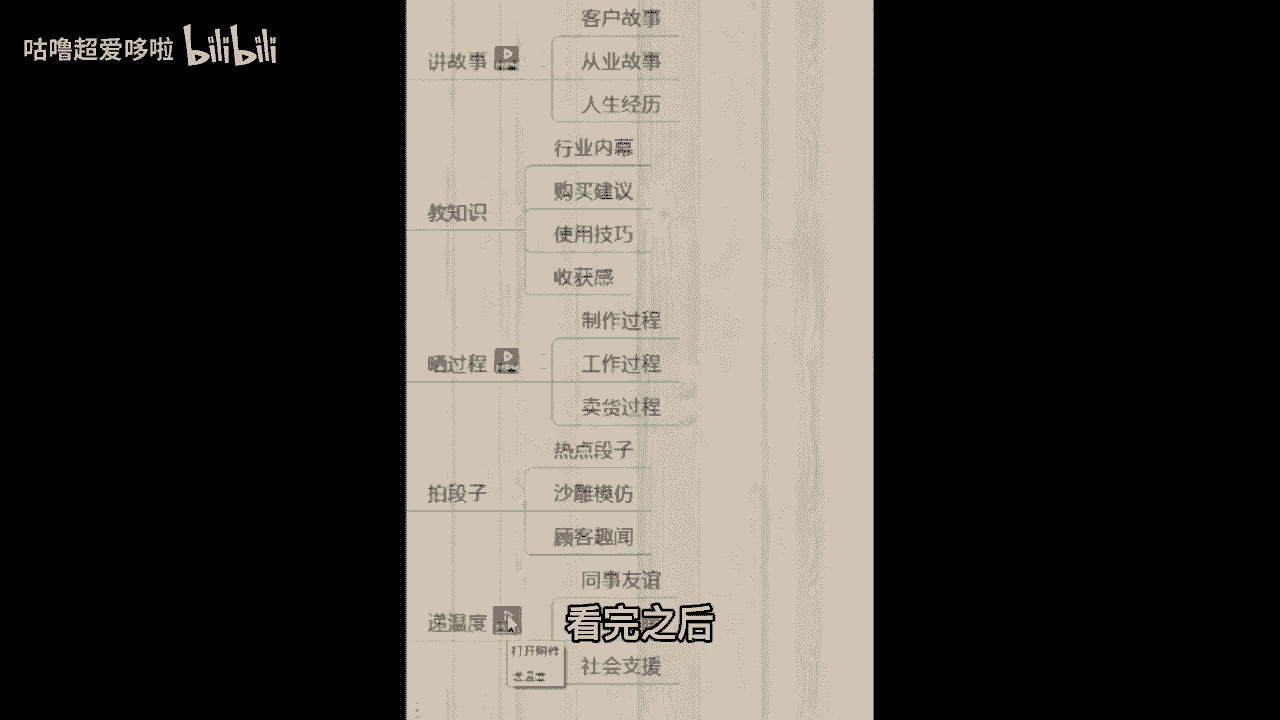 咕噜超爱哆啦 bilibili
客户故事
讲故事
从业故事
人生经历
行业内幕
购买建议
教知识
使用技巧
收获感
制作过程
晒过程
工作过程
卖货过程
热点段子
拍段子
沙雕模仿
顾客趣闻
同事友谊
递温度
看完之后
打开附件
社会支援